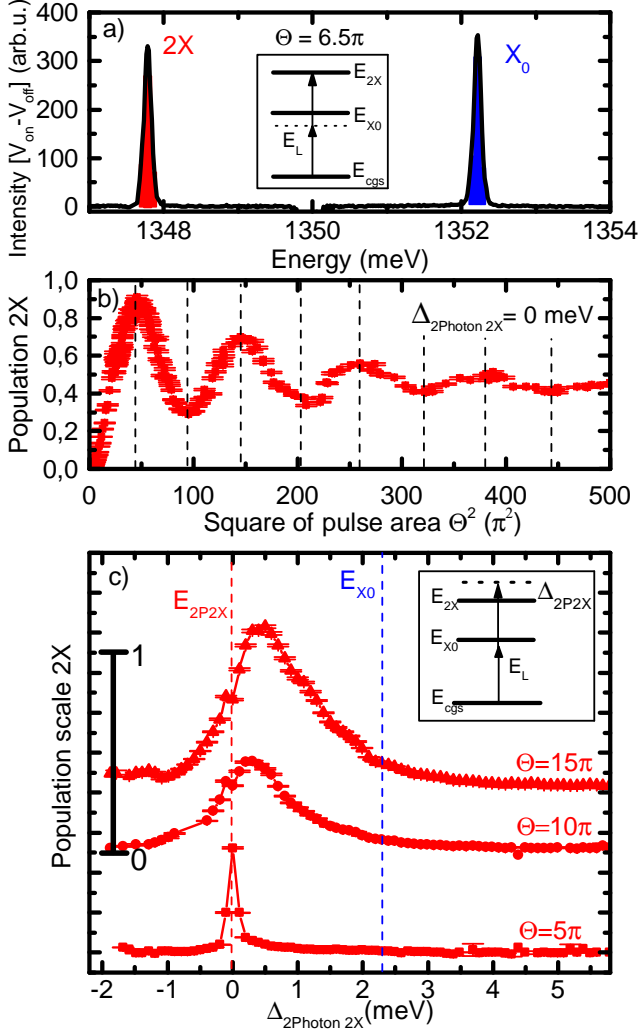 a)
Θ = 6.5π
2X
X₀
E_2X
E_X0
E_L
E_cgs
Intensity [V_on-V_off] (arb.u.)
400
300
200
100
0
1348 1350 1352 1354
Energy (meV)
b)
Δ_2Photon 2X = 0 meV
Population 2X
1,0
0,8
0,6
0,4
0,2
0,0
0 100 200 300 400 500
Square of pulse area Θ² (π²)
c)
E_2P2X
E_X0
E_2X
Δ_2P2X
E_X0
E_L
E_cgs
1
0
Population scale 2X
Θ=15π
Θ=10π
Θ=5π
-2 -1 0 1 2 3 4 5
Δ_2Photon 2X (meV)